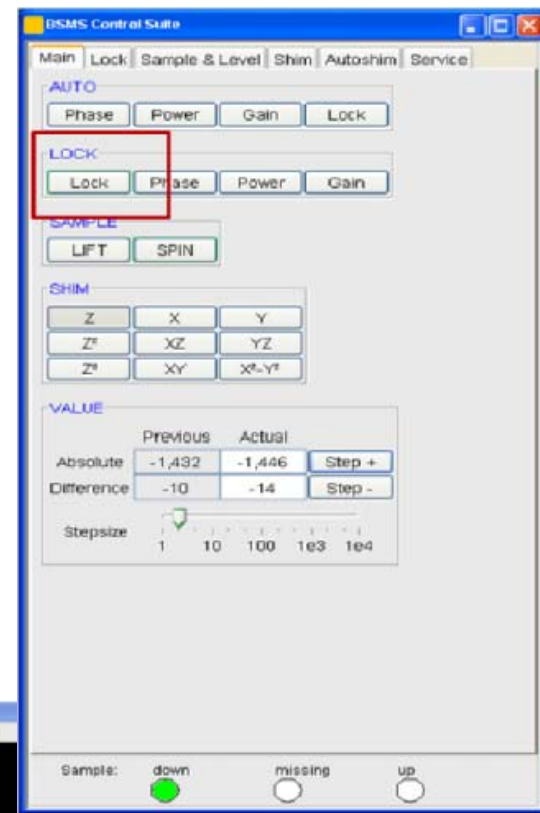 BSMS Control Suite
Main Lock Sample & Level Shim Autoshim Service
AUTO
Phase Power Gain Lock
LOCK
Lock Phase Power Gain
SAMPLE
LIFT SPIN
SHIM
Z X Y
Z² XZ YZ
Z³ XY X²-Y²
VALUE
Previous Actual
Absolute -1,432 -1,446 Step +
Difference -10 -14 Step -
Stepsize
1 10 100 1e3 1e4
Sample: down missing up